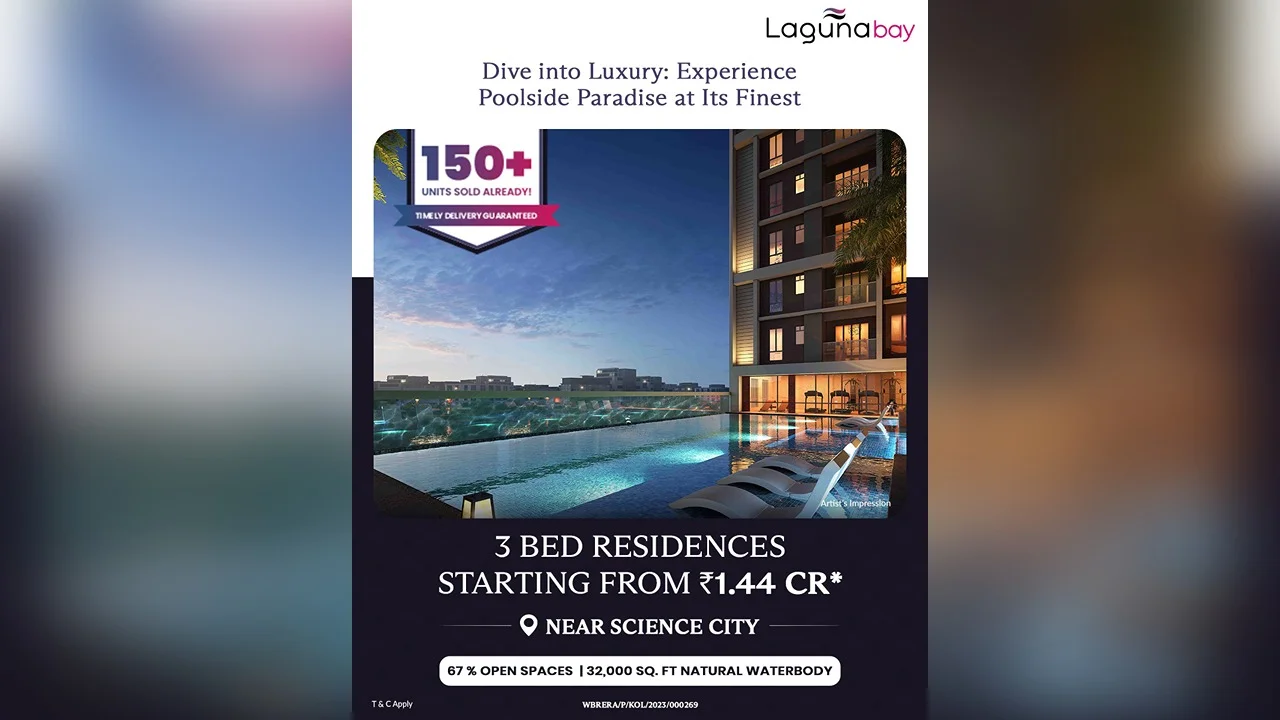 Lagunabay
Dive into Luxury: Experience
Poolside Paradise at Its Finest
150+
UNITS SOLD ALREADY!
TIMELY DELIVERY GUARANTEED
Artist's Impression
3 BED RESIDENCES
STARTING FROM ₹1.44 CR*
NEAR SCIENCE CITY
67 % OPEN SPACES | 32,000 SQ. FT NATURAL WATERBODY
T & C Apply
WBRERA/P/KOL/2023/000269